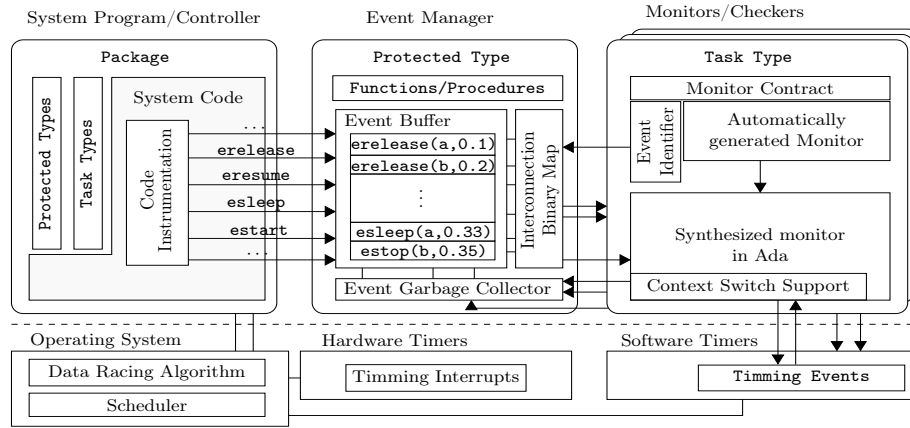 System Program/Controller
Event Manager
Monitors/Checkers
Package
Protected Types
Task Types
System Code
Code
Instrumentation
...
erelease
eresume
esleep
estart
...
Protected Type
Functions/Procedures
Event Buffer
erelease(a,0.1)
erelease(b,0.2)
⋮
esleep(a,0.33)
estop(b,0.35)
Interconnection
Binary Map
Event Garbage Collector
Task Type
Monitor Contract
Event
Identifier
Automatically
generated Monitor
Synthesized monitor
in Ada
Context Switch Support
Operating System
Data Racing Algorithm
Scheduler
Hardware Timers
Timming Interrupts
Software Timers
Timming Events